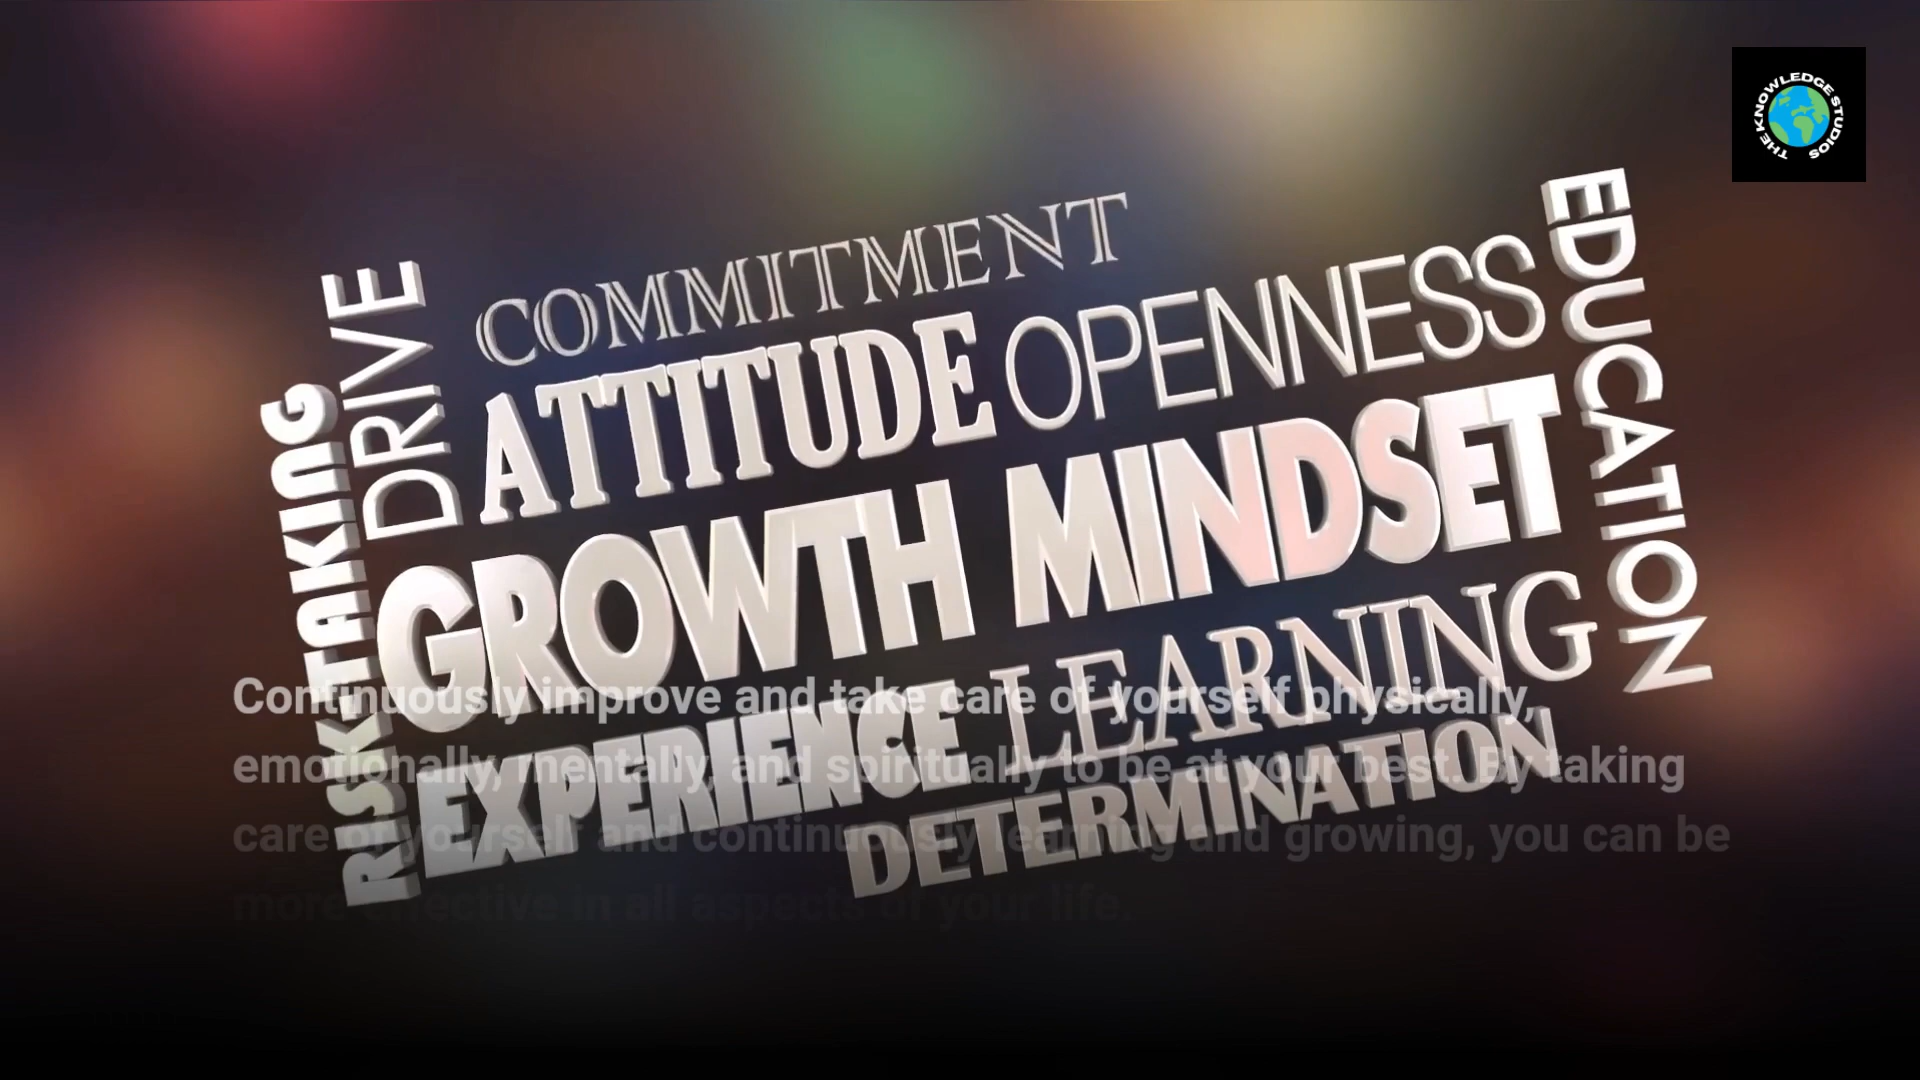 THE KNOWLEDGE STUDIOS
COMMITMENT
DRIVE
ATTITUDE OPENNESS
EDUCATION
RISK-TAKING
GROWTH MINDSET
EXPERIENCE LEARNING
DETERMINATION
Continuously improve and take care of yourself physically,
emotionally, mentally, and spiritually to be at your best. By taking
care of yourself and continuously learning and growing, you can be
more effective in all aspects of your life.